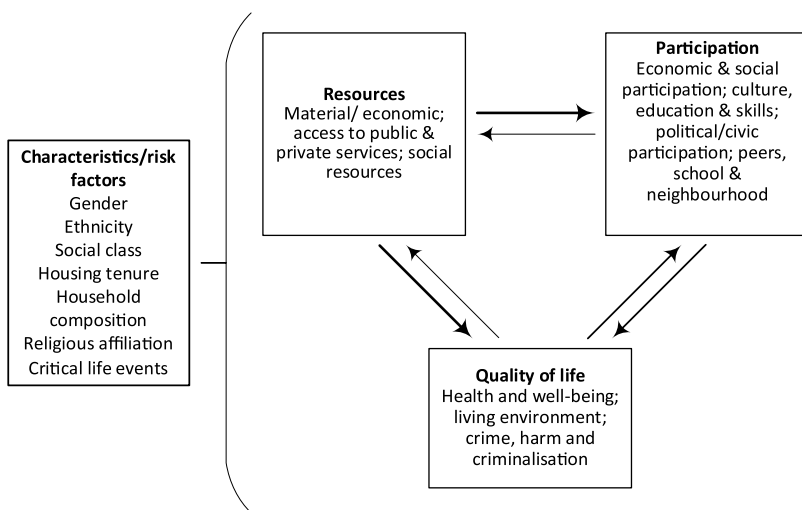 Characteristics/risk
factors
Gender
Ethnicity
Social class
Housing tenure
Household
composition
Religious affiliation
Critical life events
Resources
Material/ economic;
access to public &
private services; social
resources
Participation
Economic & social
participation; culture,
education & skills;
political/civic
participation; peers,
school &
neighbourhood
Quality of life
Health and well-being;
living environment;
crime, harm and
criminalisation